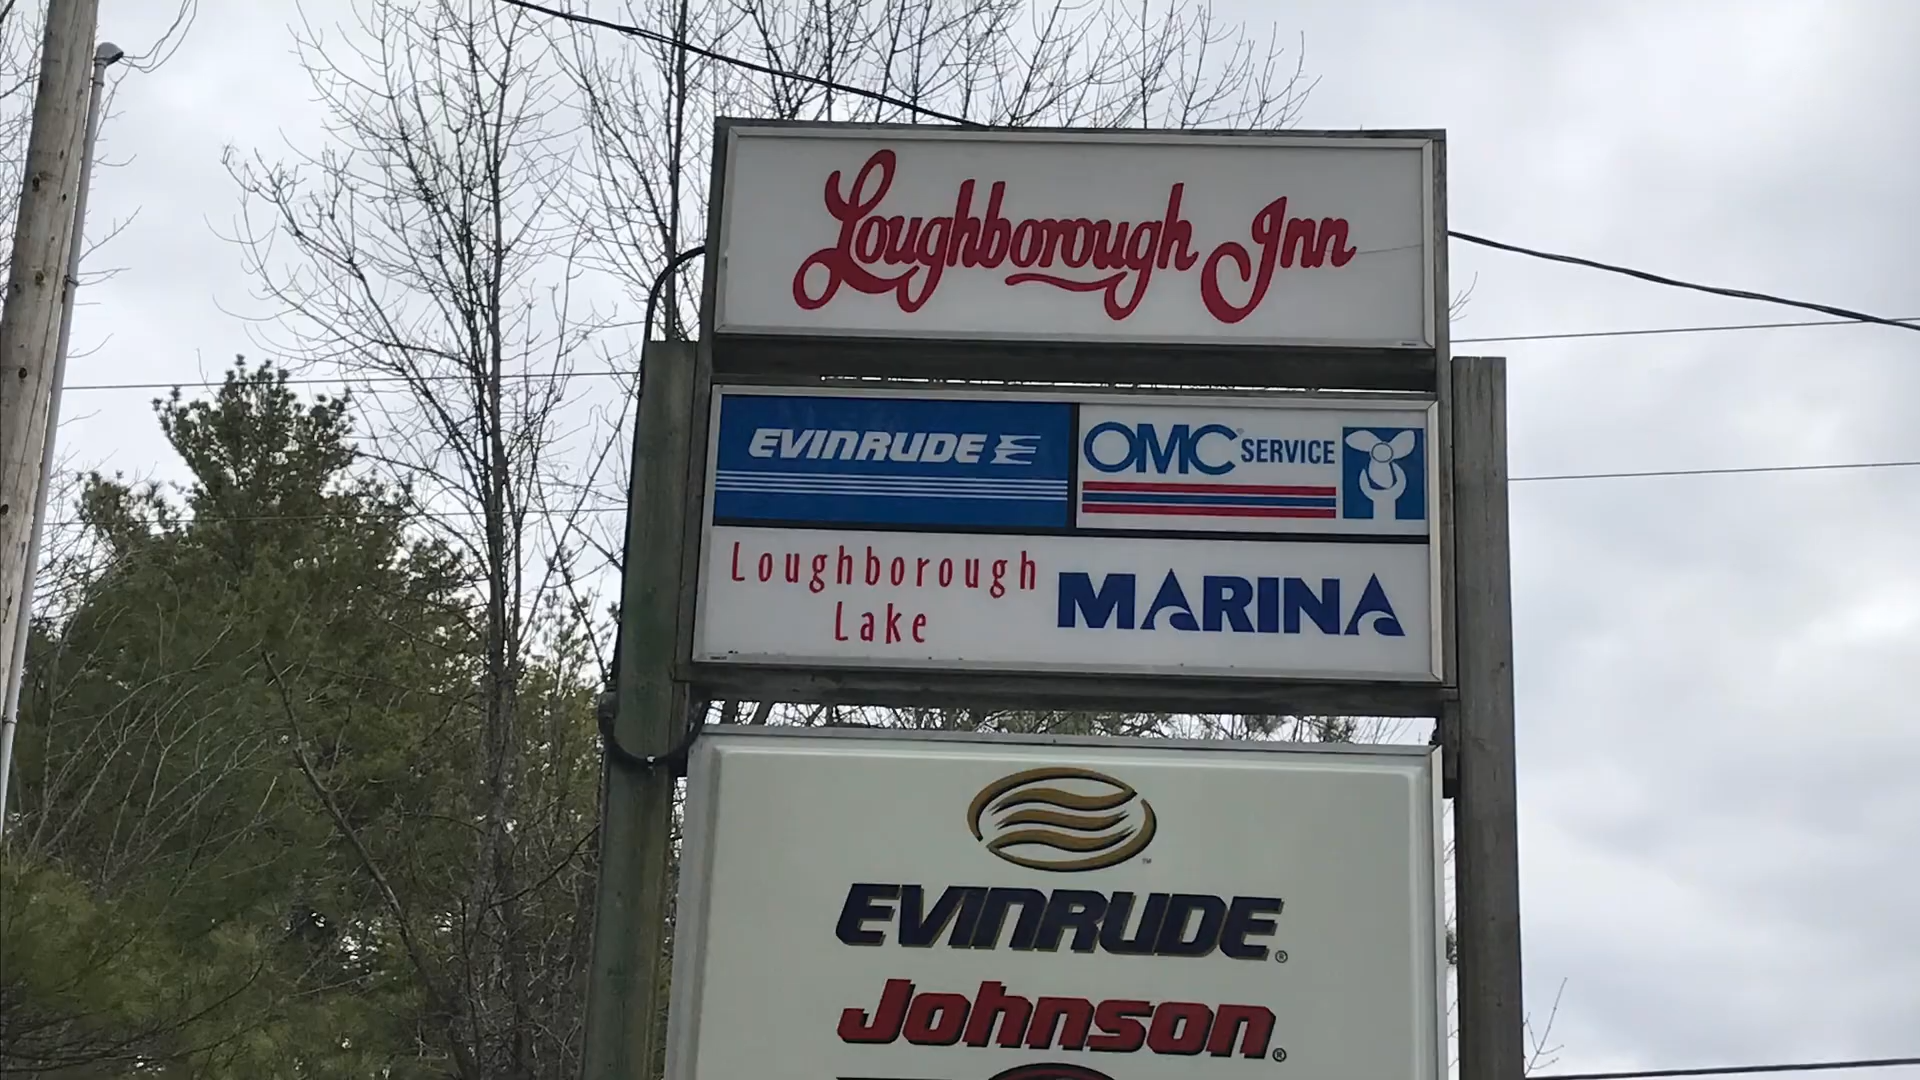 Loughborough Inn
EVINRUDE
OMC SERVICE
Loughborough
Lake
MARINA
EVINRUDE®
Johnson®